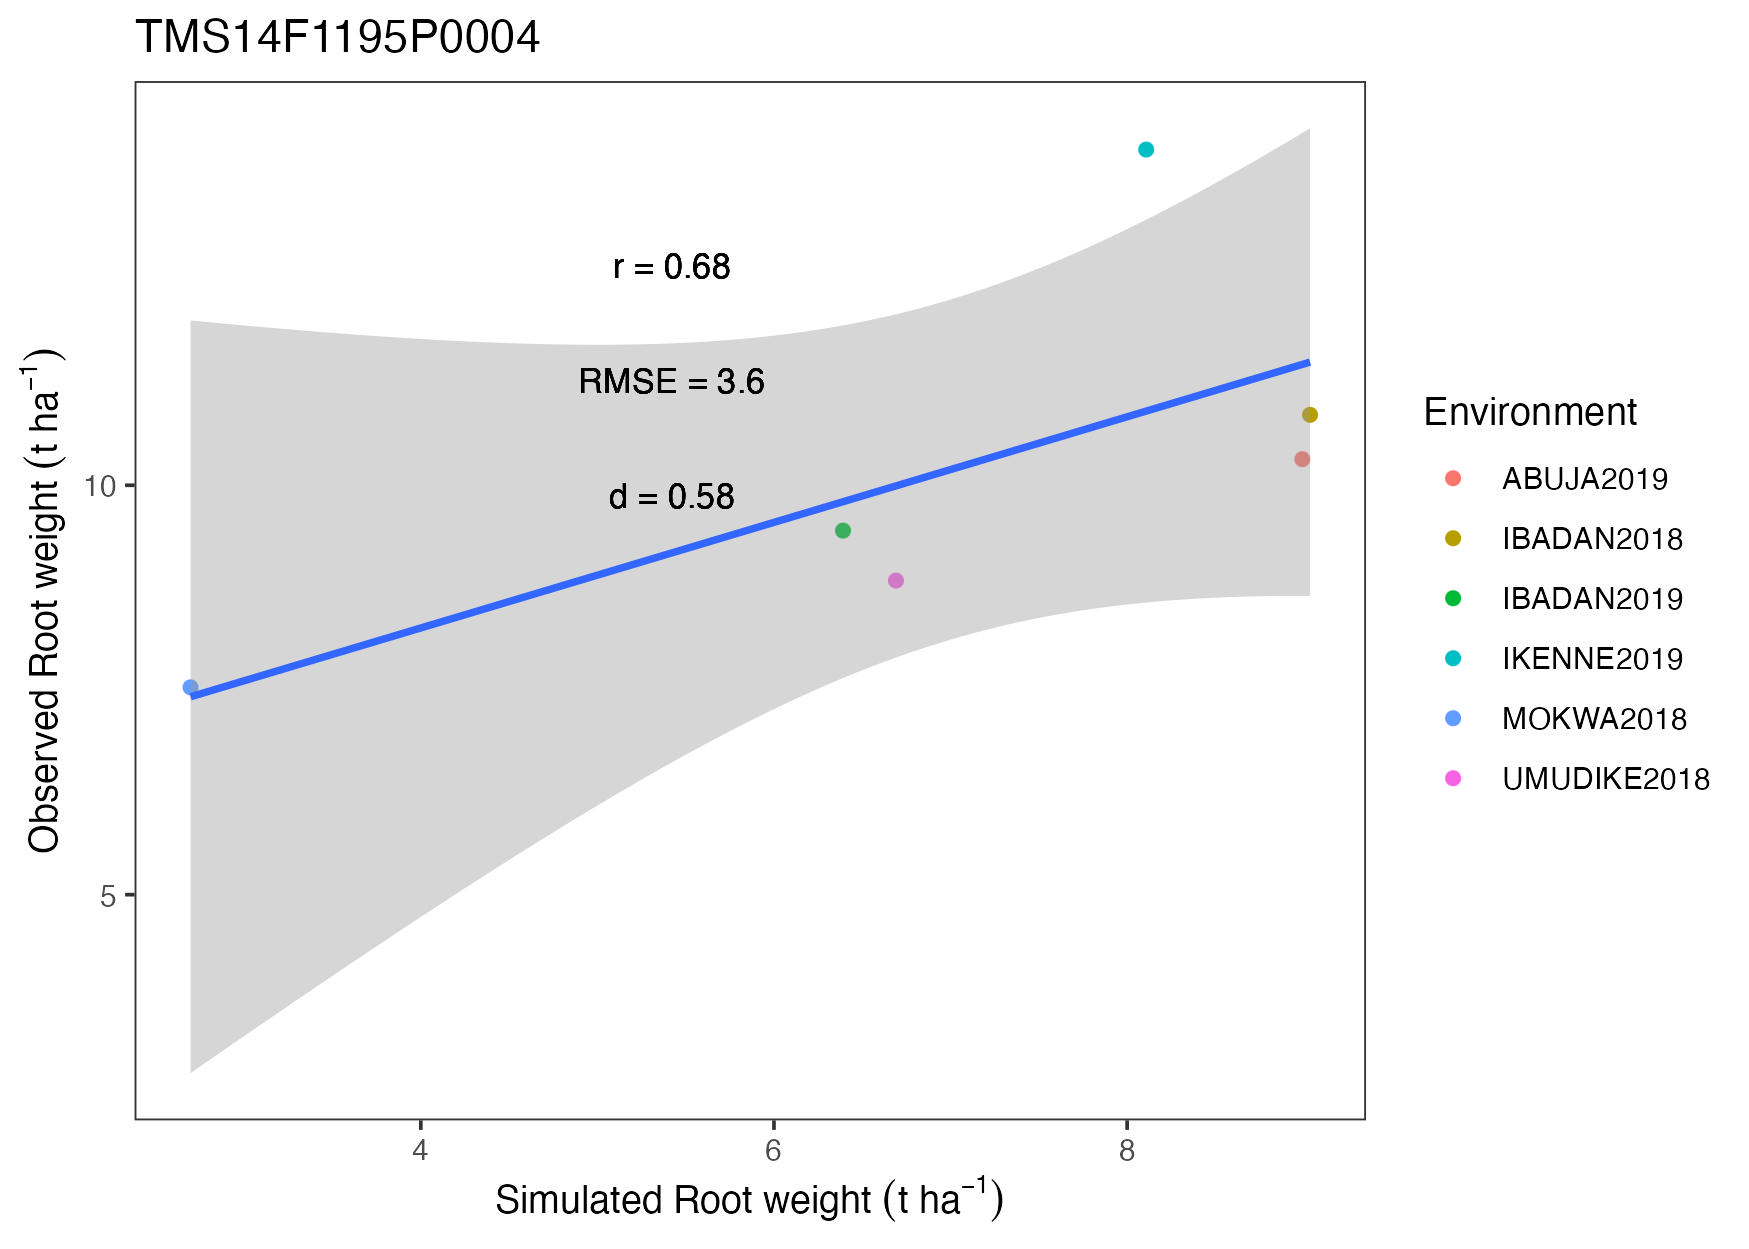 TMS14F1195P0004
r = 0.68
RMSE = 3.6
d = 0.58
Observed Root weight (t ha⁻¹)
10
5
4 6 8
Simulated Root weight (t ha⁻¹)
Environment
ABUJA2019
IBADAN2018
IBADAN2019
IKENNE2019
MOKWA2018
UMUDIKE2018